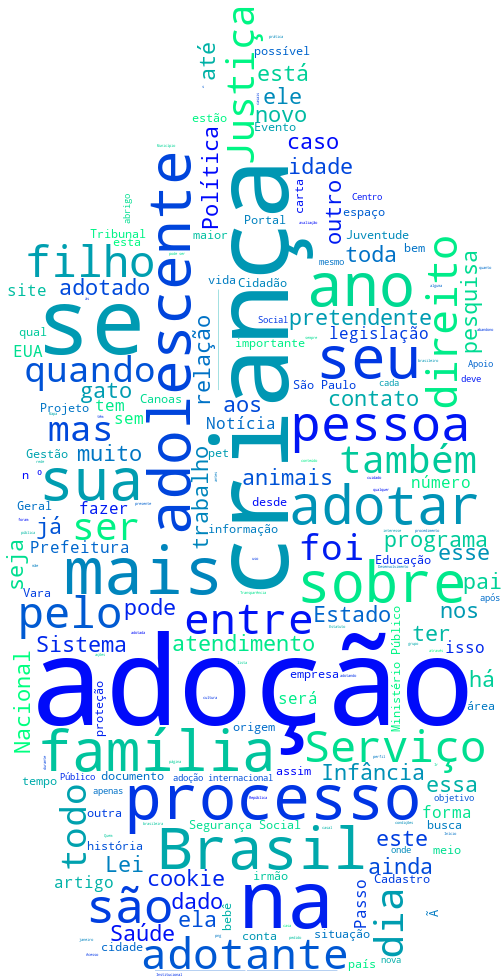 Justiça
até
possível
está
ele
novo
estão
Evento
Política
caso
idade
outro
carta
Centro
espaço
abrigo
Portal
Tribunal
esta
maior
Juventude
mesmo
toda
bem
adolescente
criança
filho
vida
Cidadão
ano
direito
pesquisa
site
adotado
pretendente
qual
se
relação
Social
legislação
EUA
importante
seu
Apoio
quando
São Paulo
cada
deve
gato
tem
Canoas
aos
contato
Projeto
sem
Notícia
pessoa
mas
muito
Gestão
trabalho
pet
também
n
o
sua
animais
número
Geral
fazer
desde
adotar
já
ser
informação
programa
Prefeitura
foi
esse
seja
Vara
Educação
pai
mais
sobre
após
pelo
pode
entre
Estado
nos
ter
Sistema
atendimento
Ministério Público
isso
há
Nacional
adoção
proteção
empresa
será
área
origem
família
Serviço
tempo
Público
documento
adoção internacional
assim
Infância
essa
apenas
processo
objetivo
todo
outra
forma
Segurança Social
busca
história
este
meio
Lei
Brasil
onde
ainda
artigo
cookie
irmão
Cadastro
são
dado
na
Passo
dia
Saúde
ela
bebê
situação
Ã
conta
cidade
adotante
país
nova